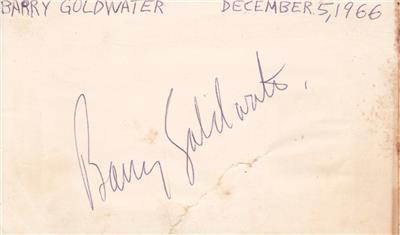 BARRY GOLDWATER DECEMBER 5, 1966
Barry Goldwater.